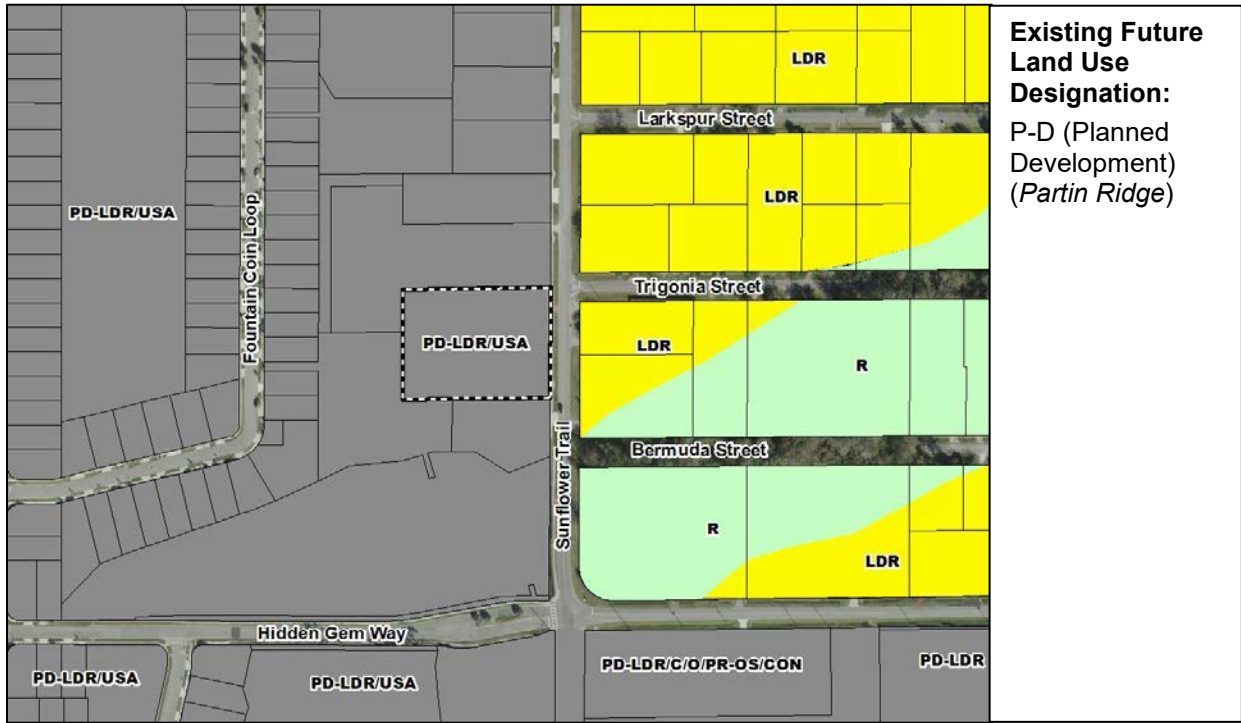 LDR
Larkspur Street
PD-LDR/USA
Fountain Coin Loop
LDR
Trigonia Street
PD-LDR/USA
LDR
R
Bermuda Street
Sunflower Trail
R
LDR
Hidden Gem Way
PD-LDR/USA
PD-LDR/USA
PD-LDR/C/O/PR-OS/CON
PD-LDR
Existing Future
Land Use
Designation:
P-D (Planned
Development)
(Partin Ridge)